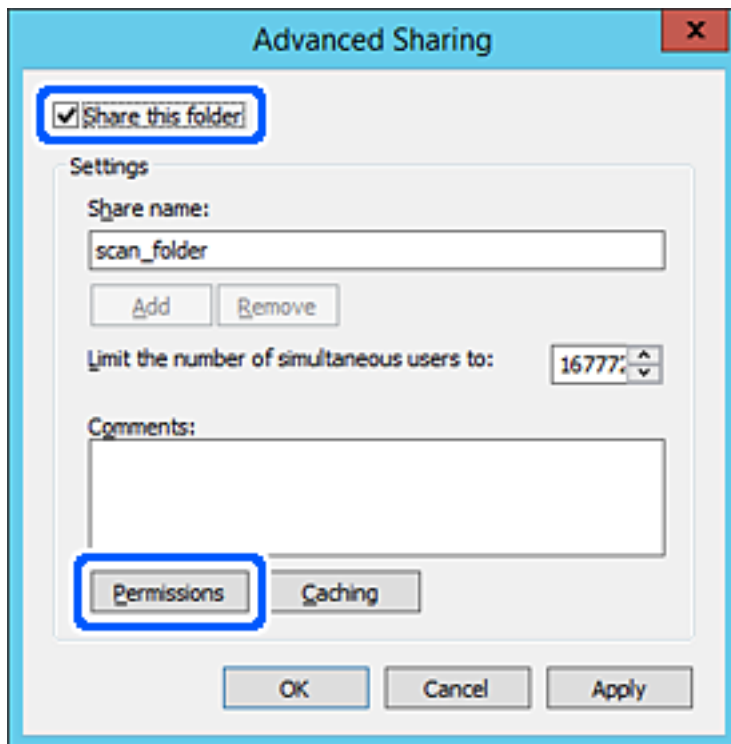 Advanced Sharing
Share this folder
Settings
Share name:
scan_folder
Add Remove
Limit the number of simultaneous users to:
Comments:
Permissions Caching
OK Cancel Apply